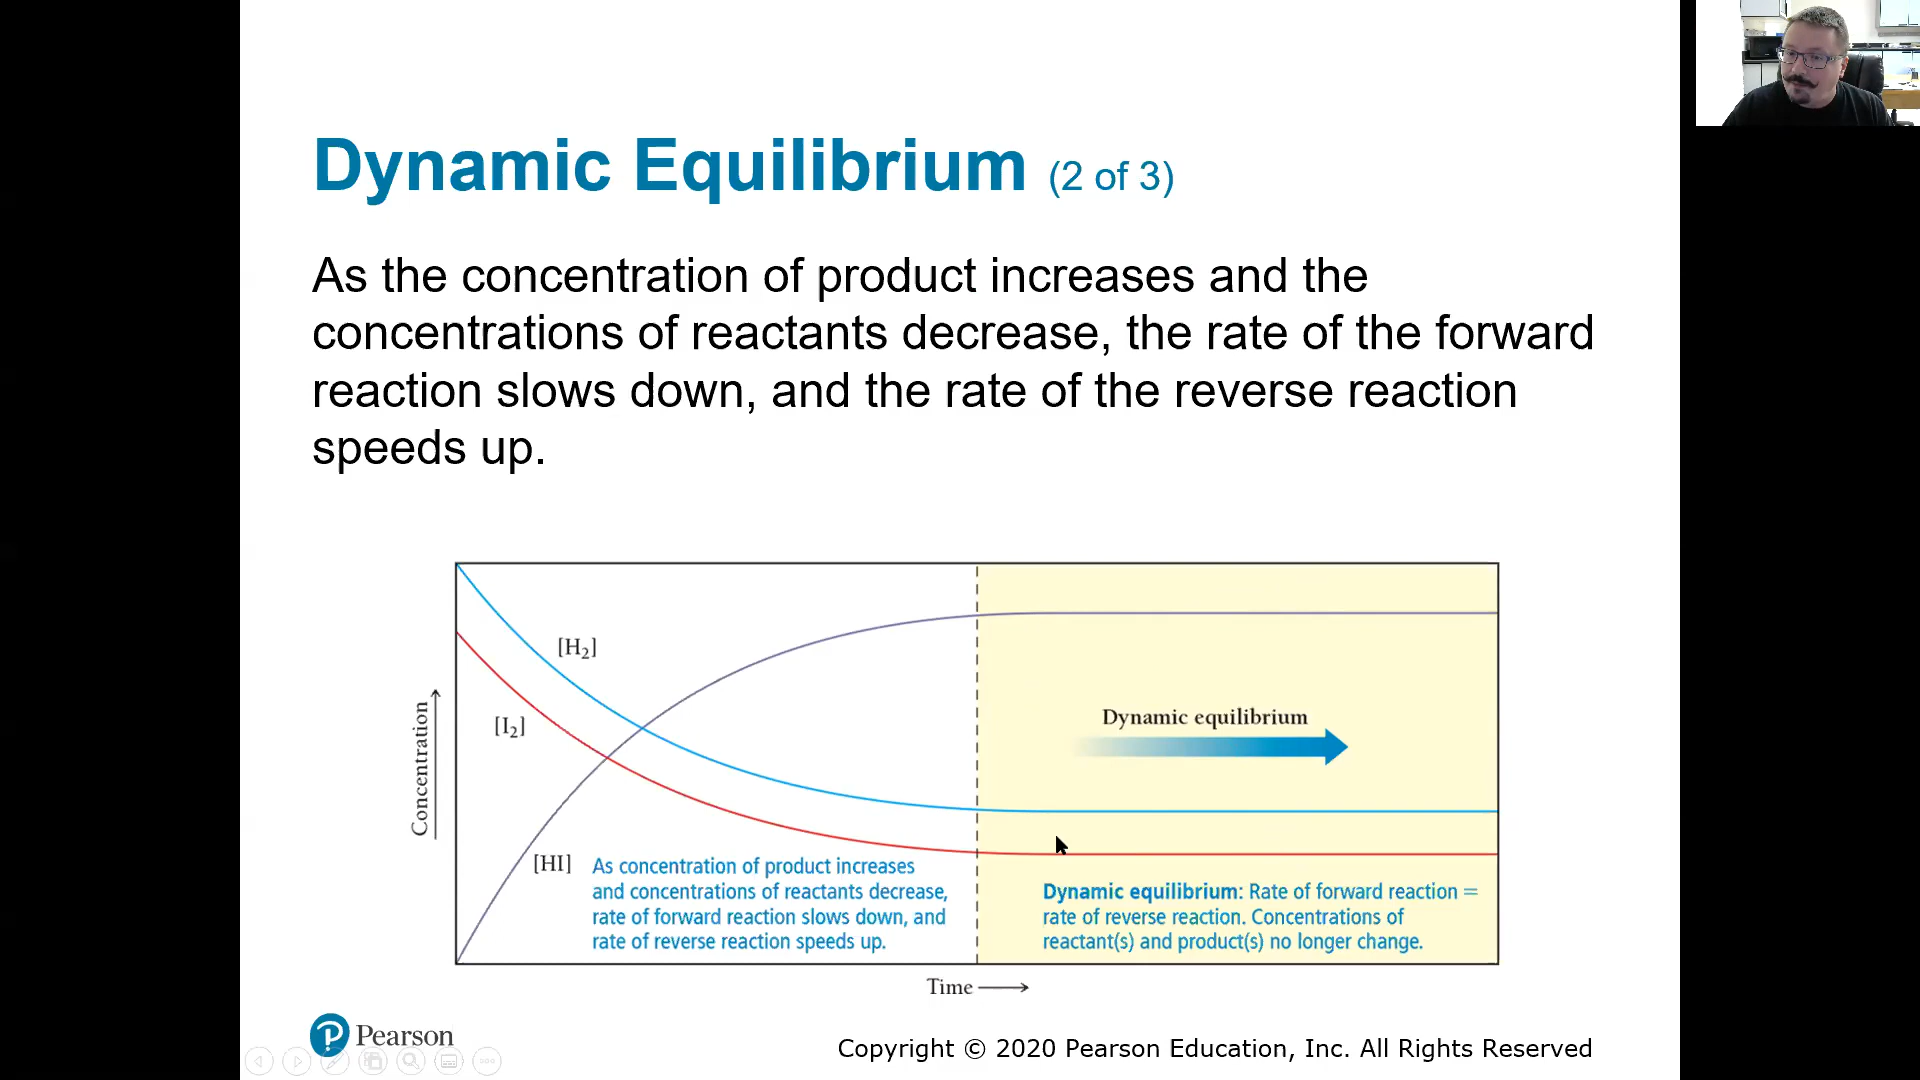 Dynamic Equilibrium (2 of 3)
As the concentration of product increases and the
concentrations of reactants decrease, the rate of the forward
reaction slows down, and the rate of the reverse reaction
speeds up.
[H₂]
[I₂]
[HI]
Concentration
As concentration of product increases
and concentrations of reactants decrease,
rate of forward reaction slows down, and
rate of reverse reaction speeds up.
Dynamic equilibrium
Dynamic equilibrium: Rate of forward reaction =
rate of reverse reaction. Concentrations of
reactant(s) and product(s) no longer change.
Time
P Pearson
Copyright © 2020 Pearson Education, Inc. All Rights Reserved